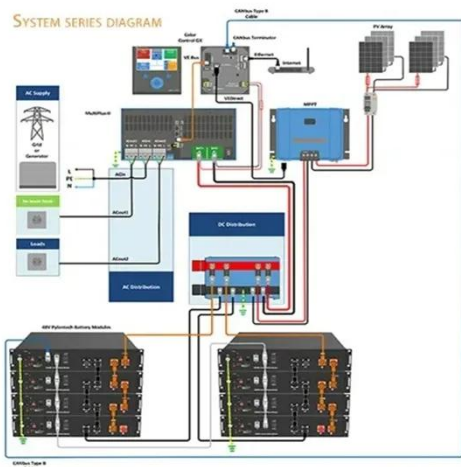 SYSTEM SERIES DIAGRAM
CANbus Type B
Cable
PV Array
Color
Control GX
CANbus Terminator
VE Bus
Ethernet
Internet
AC Supply
Grid
or
Generator
MultiPlus-II
VEDirect
MPPT
L
PE
N
ACin
ACout1
Loads
ACout2
DC Distribution
AC Distribution
48V Pylontech Battery Modules
CANbus Type B